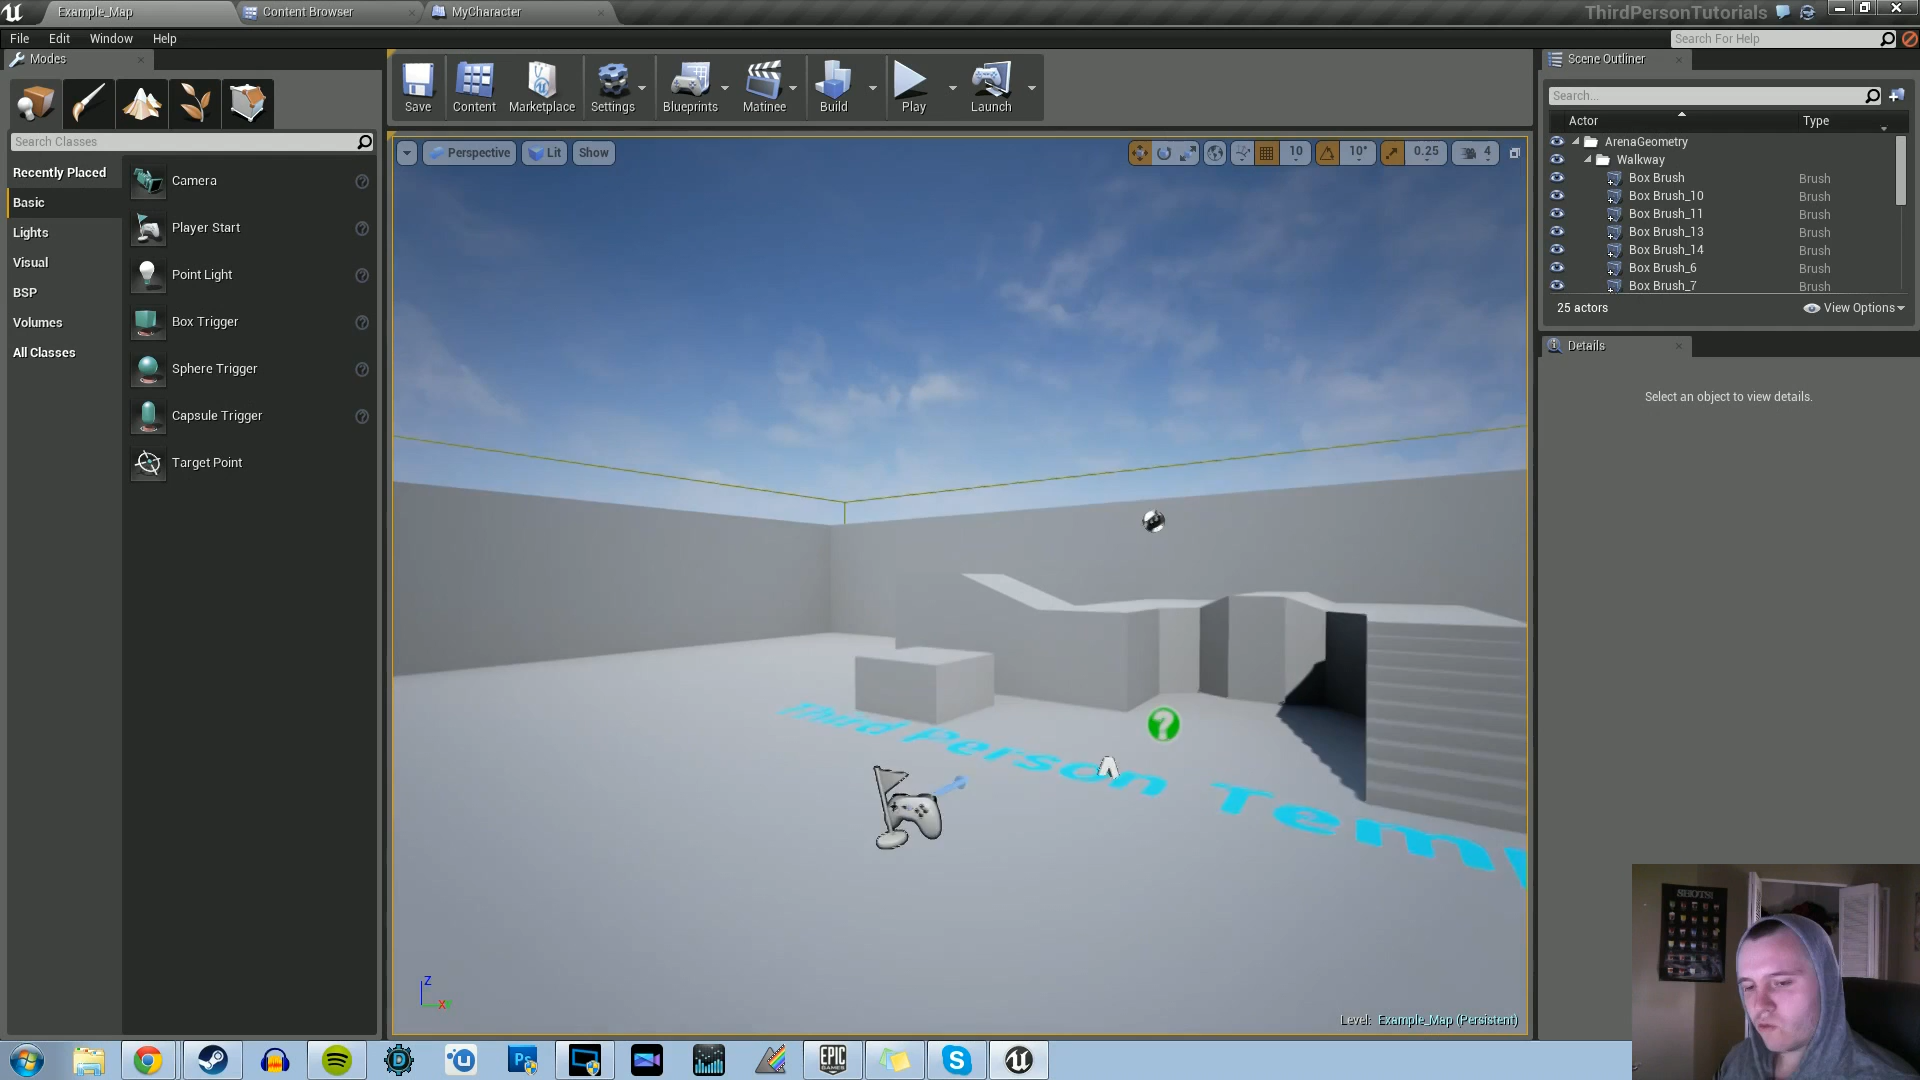 Example_Map
Content Browser
MyCharacter
ThirdPersonTutorials
File Edit Window Help
Search For Help
Modes
Save
Content
Marketplace
Settings
Blueprints
Matinee
Build
Play
Launch
Scene Outliner
Search...
Actor Type
Search Classes
Recently Placed
Basic
Lights
Visual
BSP
Volumes
All Classes
Camera
Player Start
Point Light
Box Trigger
Sphere Trigger
Capsule Trigger
Target Point
Perspective
Lit
Show
10
10°
0.25
4
ArenaGeometry
Walkway
Box Brush Brush
Box Brush_10 Brush
Box Brush_11 Brush
Box Brush_13 Brush
Box Brush_14 Brush
Box Brush_6 Brush
Box Brush_7 Brush
25 actors
View Options
Details
Select an object to view details.
Third Person Temp
Z
X
Level: Example_Map (Persistent)
SHOTS!
Ps
EPIC
GAMES